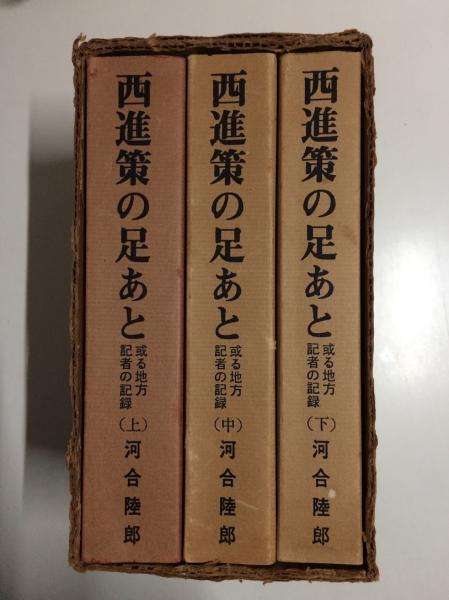 西進策の足あと
或る地方
記者の記録
(上)
河合陸郎
西進策の足あと
或る地方
記者の記録
(中)
河合陸郎
西進策の足あと
或る地方
記者の記録
(下)
河合陸郎